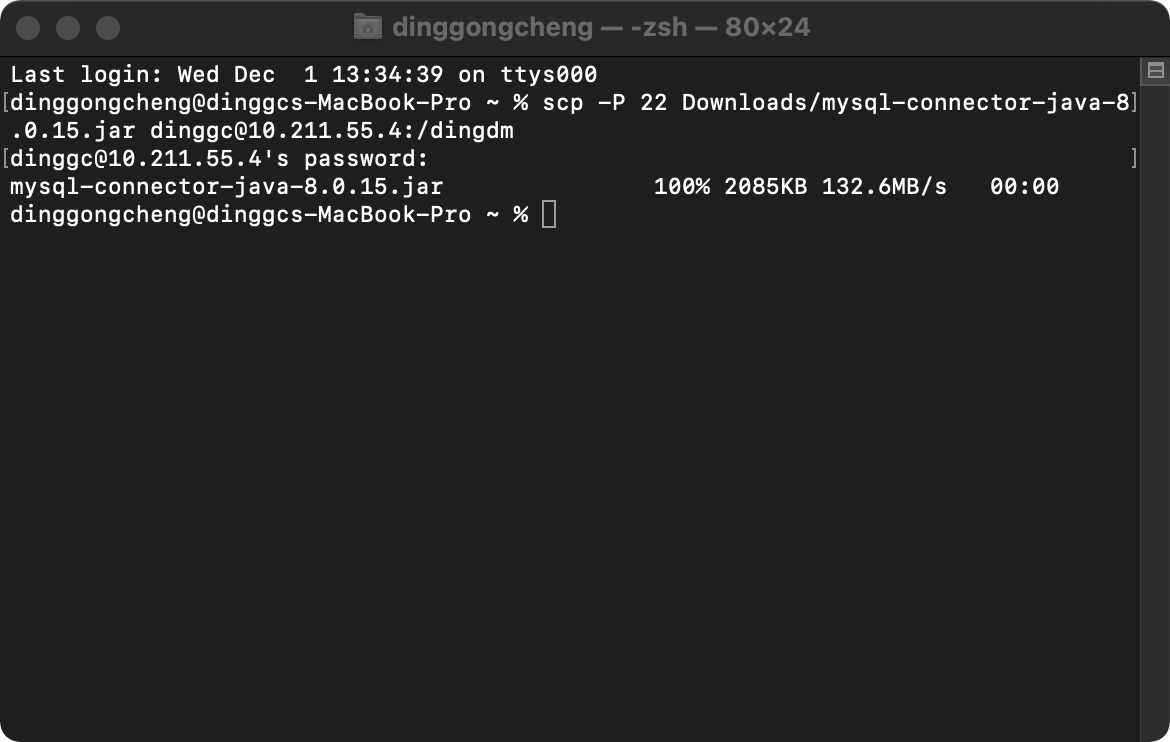 dinggongcheng — -zsh — 80×24
Last login: Wed Dec  1 13:34:39 on ttys000
[dinggongcheng@dinggcs-MacBook-Pro ~ % scp -P 22 Downloads/mysql-connector-java-8]
.0.15.jar dinggc@10.211.55.4:/dingdm
[dinggc@10.211.55.4's password:                                                  ]
mysql-connector-java-8.0.15.jar               100% 2085KB 132.6MB/s   00:00
dinggongcheng@dinggcs-MacBook-Pro ~ %